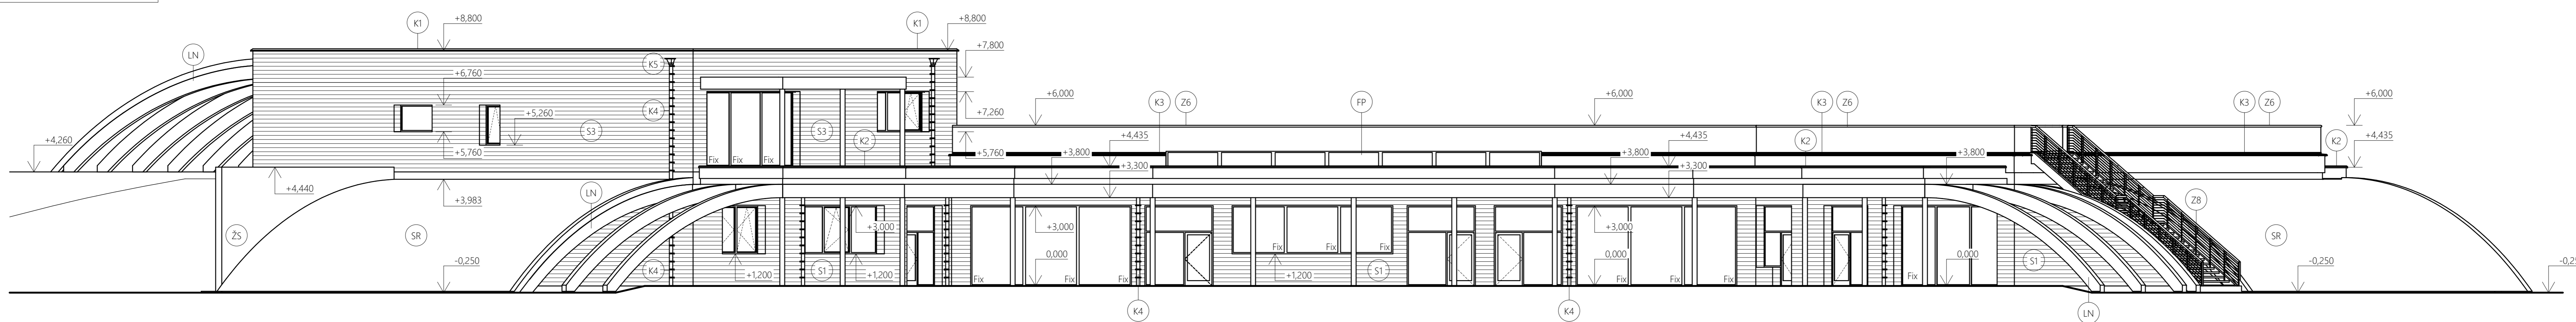 K1
+8,800
K1
+8,800
LN
K5
+7,800
+6,760
+6,000
K3
Z6
FP
+6,000
K3
Z6
K3
Z6
+6,000
K4
+5,260
S3
S3
+7,260
+4,260
K2
+4,435
+4,435
K2
K2
+4,435
+5,760
Fix
Fix
Fix
+5,760
+3,800
+3,800
+3,800
+3,300
+3,300
+4,440
LN
+3,983
Z8
ŽS
SR
+3,000
+3,000
+3,000
SR
Fix
Fix
Fix
-0,250
0,000
0,000
0,000
S1
-0,250
K4
+1,200
S1
+1,200
Fix
Fix
Fix
+1,200
S1
Fix
Fix
Fix
Fix
K4
K4
LN